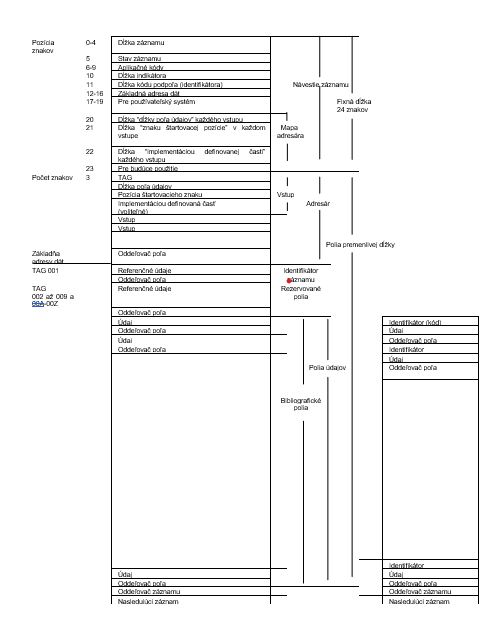 Pozícia znakov 0-4 Dĺžka záznamu
5 Stav záznamu
6-9 Aplikačné kódy
10 Dĺžka indikátora
11 Dĺžka kódu podpoľa (identifikátora)
Návestie záznamu
12-16 Základná adresa dát
17-19 Pre používateľský systém
Fixná dĺžka
24 znakov
20 Dĺžka "dĺžky poľa údajov" každého vstupu
21 Dĺžka "znaku štartovacej pozície" v každom
vstupe
Mapa
adresára
22 Dĺžka "implementáciou definovanej časti"
každého vstupu
23 Pre budúce použitie
Počet znakov 3 TAG
Dĺžka poľa údajov
Pozícia štartovacieho znaku
Vstup
Implementáciou definovaná časť
(voliteľné)
Adresár
Vstup
Vstup
Polia premenlivej dĺžky
Základňa
adresy dát
Oddeľovač poľa
TAG 001 Referenčné údaje
Oddeľovač poľa
Identifikátor
záznamu
TAG
002 až 009 a
00A-00Z
Referenčné údaje
Rezervované
polia
Oddeľovač poľa
Údaj
Oddeľovač poľa
Údaj
Oddeľovač poľa
Identifikátor (kód)
Údaj
Oddeľovač poľa
Identifikátor
Údaj
Oddeľovač poľa
Polia údajov
Bibliografické
polia
Údaj
Oddeľovač poľa
Oddeľovač záznamu
Nasledujúci záznam
Identifikátor
Údaj
Oddeľovač poľa
Oddeľovač záznamu
Nasledujúci záznam